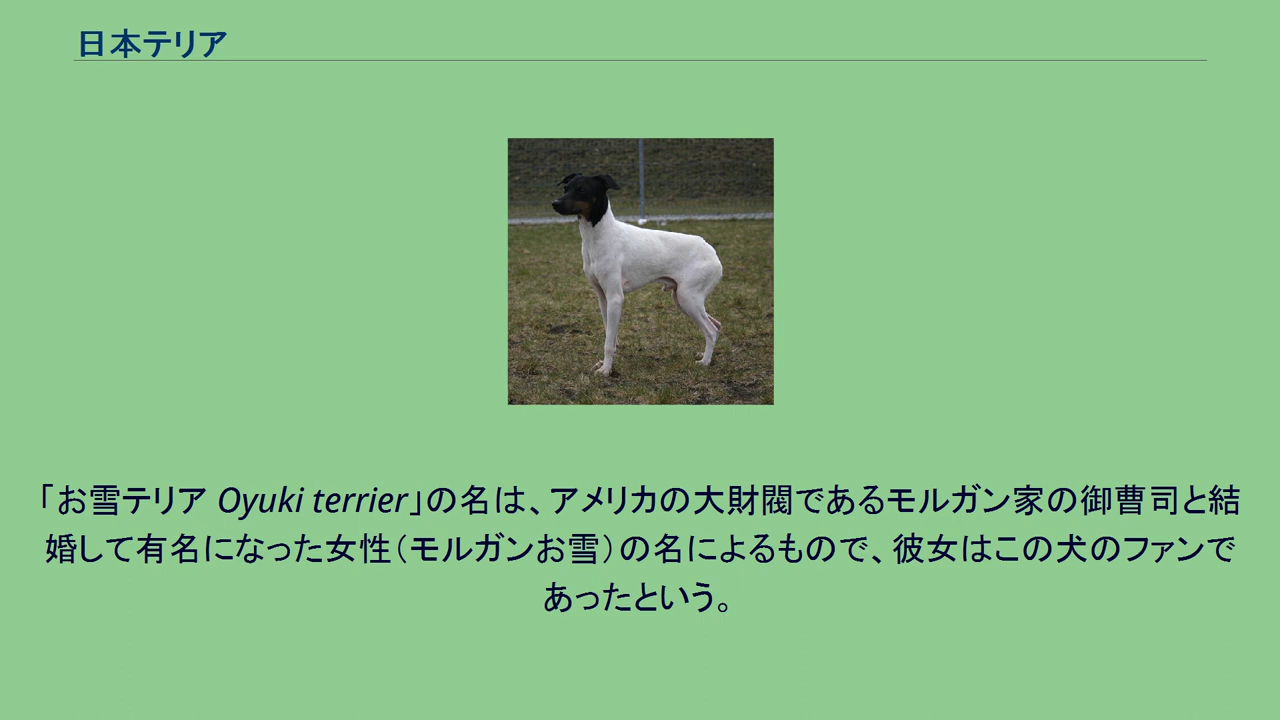 日本テリア
「お雪テリア Oyuki terrier」の名は、アメリカの大財閥であるモルガン家の御曹司と結
婚して有名になった女性（モルガンお雪）の名によるもので、彼女はこの犬のファンで
あったという。